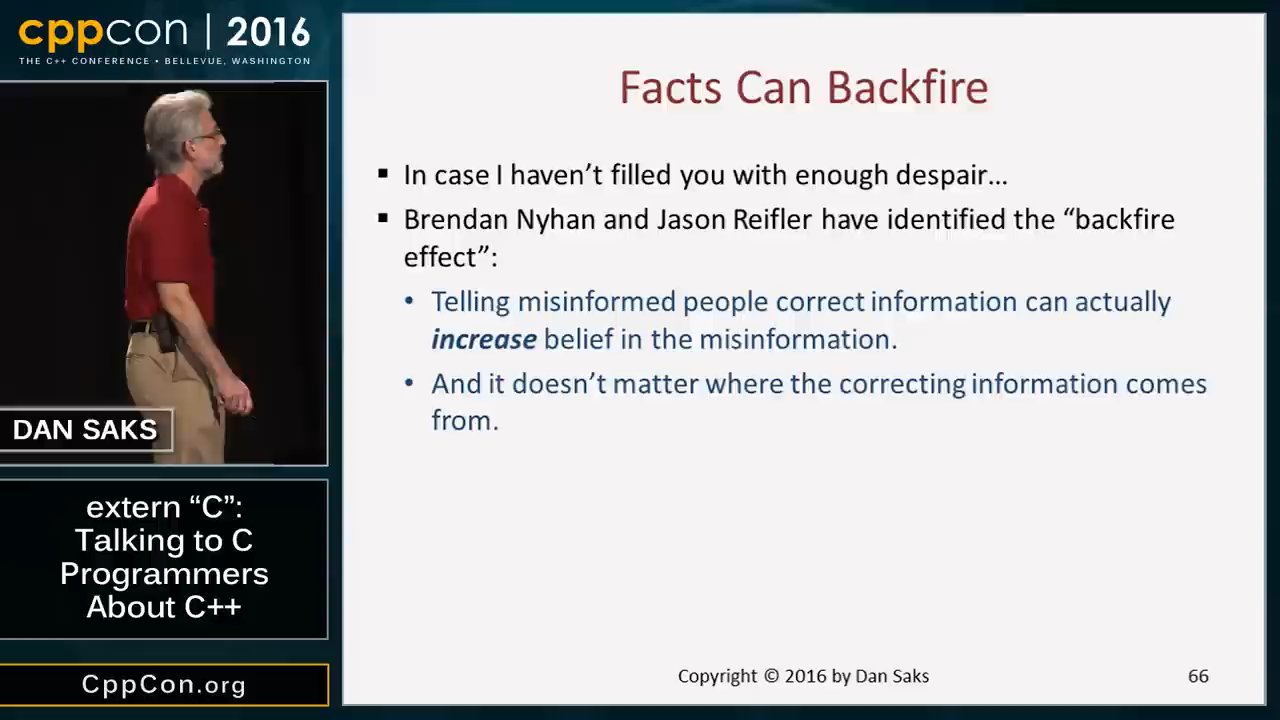 cppcon | 2016
THE C++ CONFERENCE • BELLEVUE, WASHINGTON
DAN SAKS
extern “C”:
Talking to C
Programmers
About C++
CppCon.org
Facts Can Backfire
▪ In case I haven’t filled you with enough despair…
▪ Brendan Nyhan and Jason Reifler have identified the “backfire
effect”:
• Telling misinformed people correct information can actually
increase belief in the misinformation.
• And it doesn’t matter where the correcting information comes
from.
Copyright © 2016 by Dan Saks
66